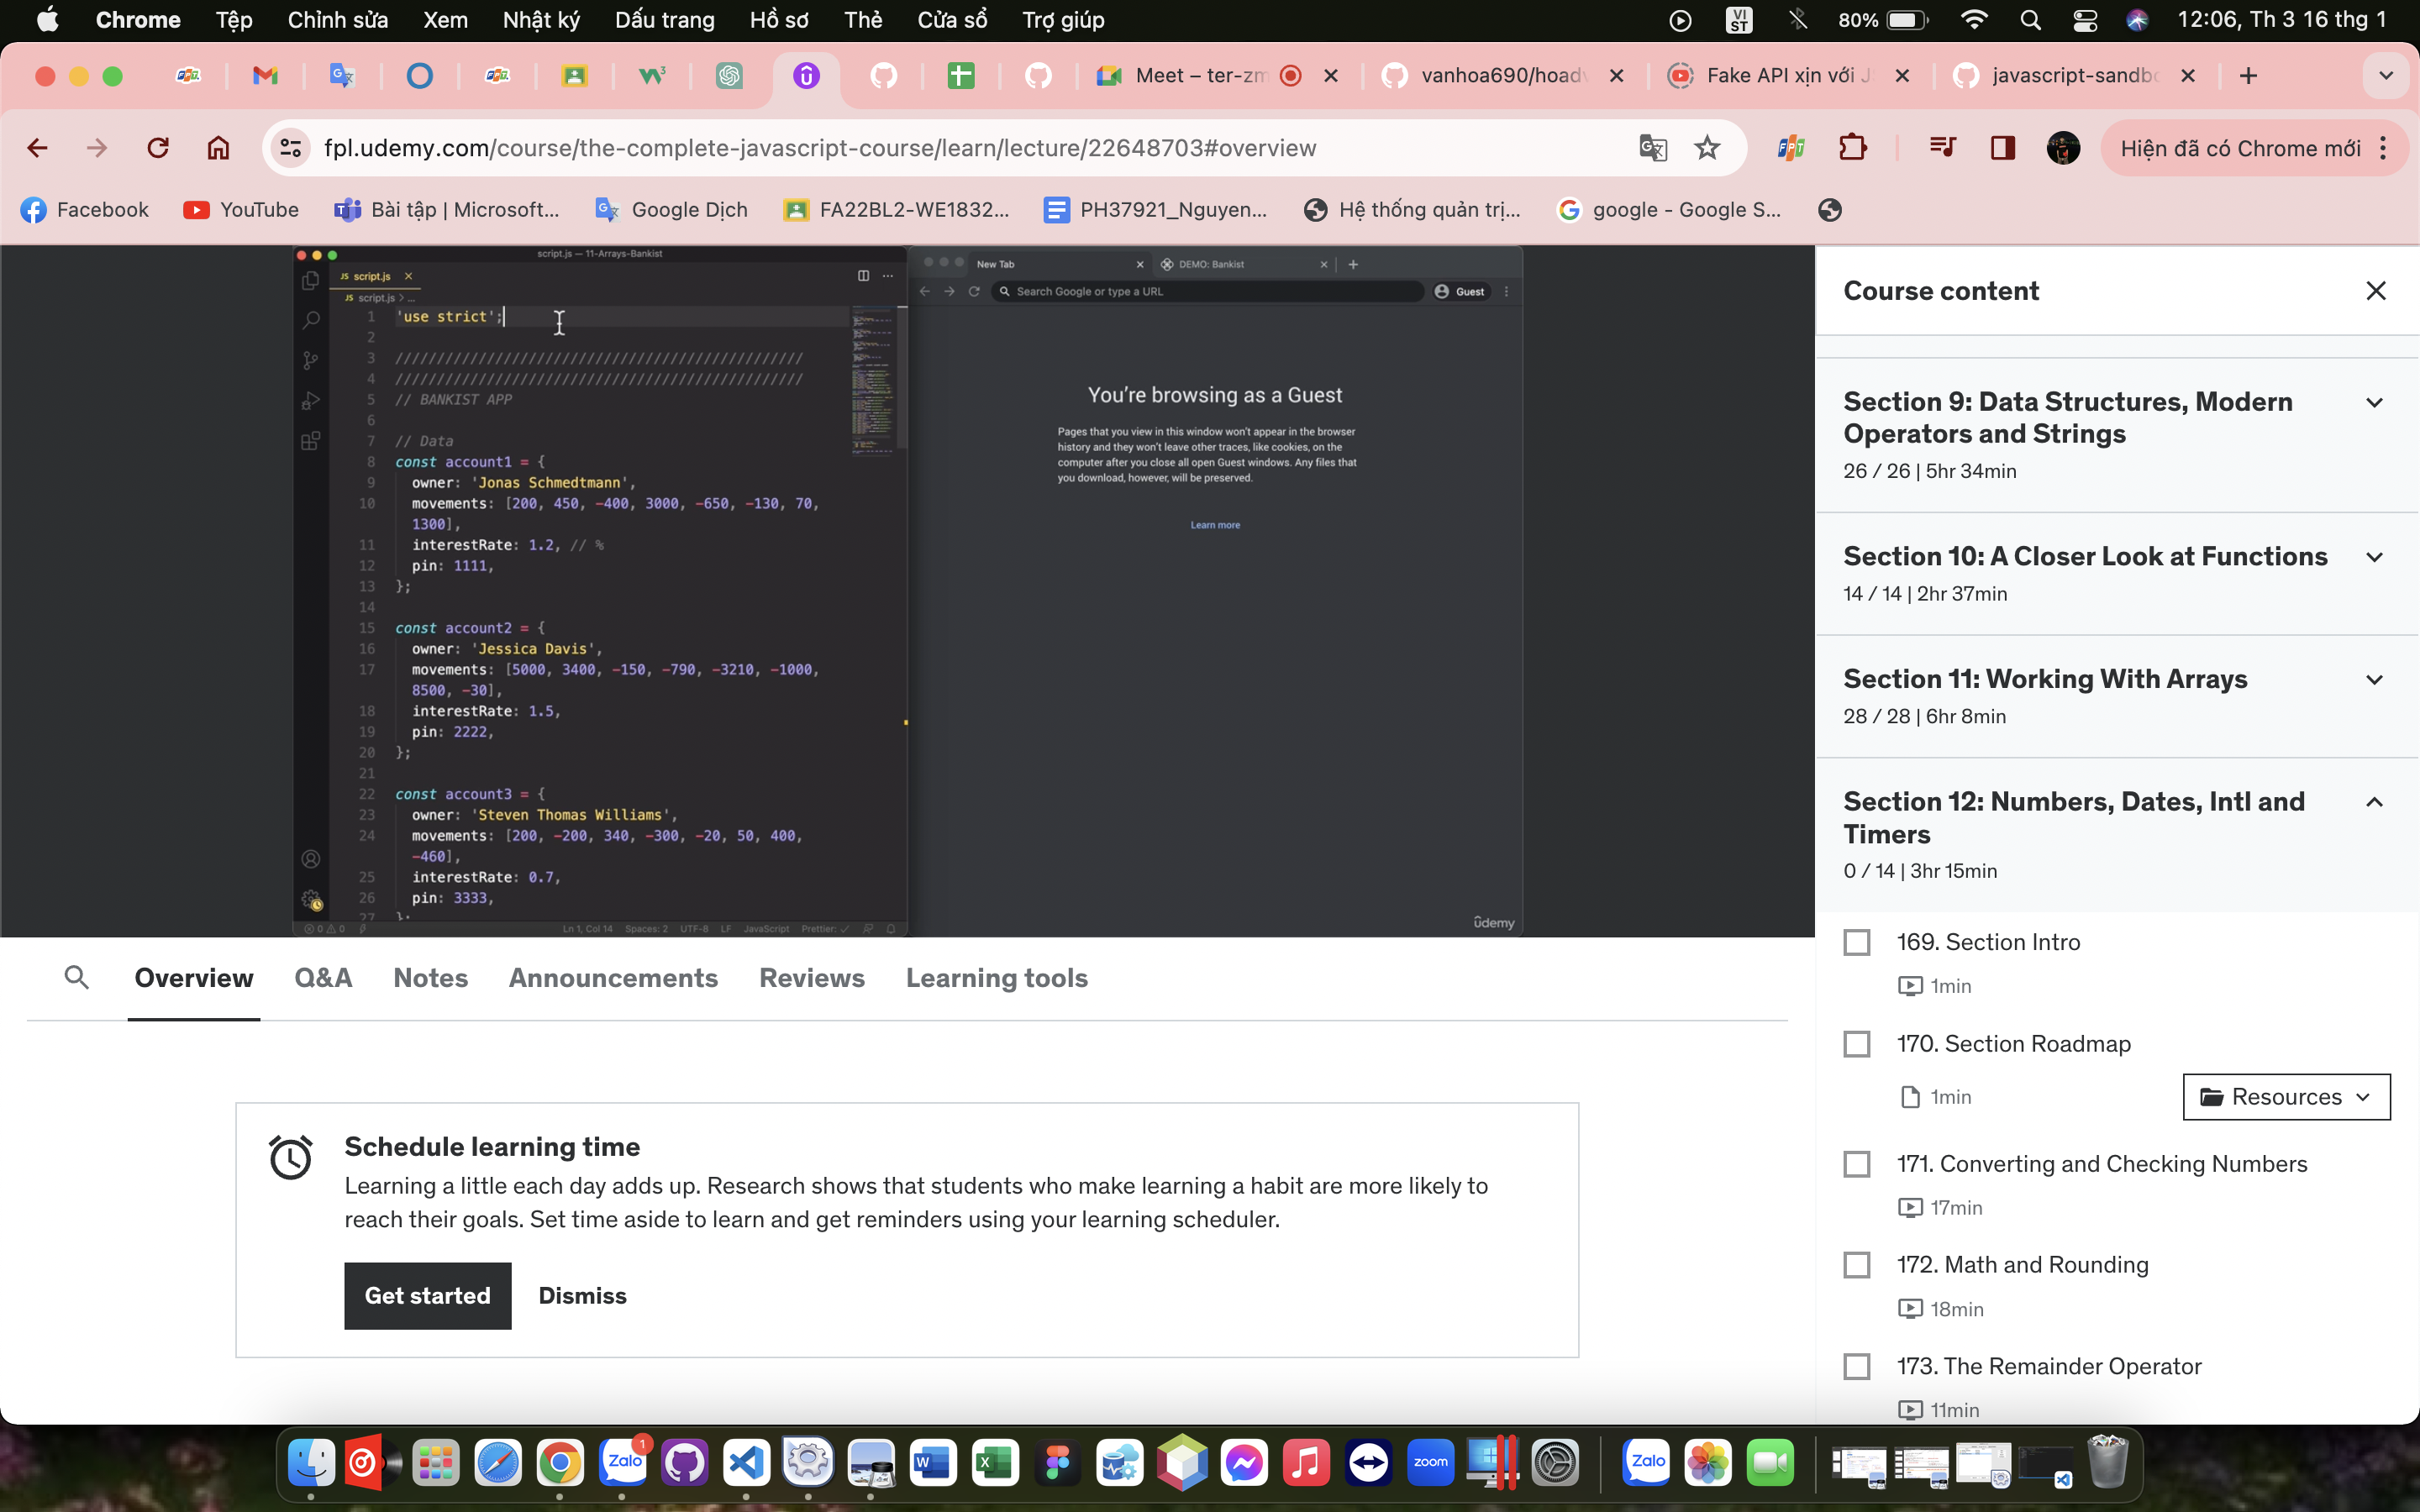 Chrome Tệp Chỉnh sửa Xem Nhật ký Dấu trang Hồ sơ Thẻ Cửa sổ Trợ giúp VI ST 80% 12:06, Th 3 16 thg 1
Meet – ter-zm vanhoa690/hoadv Fake API xịn với J javascript-sandbo
fpl.udemy.com/course/the-complete-javascript-course/learn/lecture/22648703#overview FPT Hiện đã có Chrome mới
Facebook YouTube Bài tập | Microsoft... Google Dịch FA22BL2-WE1832... PH37921_Nguyen... Hệ thống quản trị... google - Google S...
script.js — 11-Arrays-Bankist
JS script.js
JS script.js > ...
1 'use strict';
2
3 /////////////////////////////////////////////////
4 /////////////////////////////////////////////////
5 // BANKIST APP
6
7 // Data
8 const account1 = {
9 owner: 'Jonas Schmedtmann',
10 movements: [200, 450, -400, 3000, -650, -130, 70,
1300],
11 interestRate: 1.2, // %
12 pin: 1111,
13 };
14
15 const account2 = {
16 owner: 'Jessica Davis',
17 movements: [5000, 3400, -150, -790, -3210, -1000,
8500, -30],
18 interestRate: 1.5,
19 pin: 2222,
20 };
21
22 const account3 = {
23 owner: 'Steven Thomas Williams',
24 movements: [200, -200, 340, -300, -20, 50, 400,
-460],
25 interestRate: 0.7,
26 pin: 3333,
27 };
0 0 Ln 1, Col 14 Spaces: 2 UTF-8 LF JavaScript Prettier: ✓
New Tab DEMO: Bankist
Search Google or type a URL Guest
You're browsing as a Guest
Pages that you view in this window won't appear in the browser
history and they won't leave other traces, like cookies, on the
computer after you close all open Guest windows. Any files that
you download, however, will be preserved.
Learn more
ûdemy
Course content
Section 9: Data Structures, Modern
Operators and Strings
26 / 26 | 5hr 34min
Section 10: A Closer Look at Functions
14 / 14 | 2hr 37min
Section 11: Working With Arrays
28 / 28 | 6hr 8min
Section 12: Numbers, Dates, Intl and
Timers
0 / 14 | 3hr 15min
169. Section Intro
1min
170. Section Roadmap
1min
Resources
171. Converting and Checking Numbers
17min
172. Math and Rounding
18min
173. The Remainder Operator
11min
Overview Q&A Notes Announcements Reviews Learning tools
Schedule learning time
Learning a little each day adds up. Research shows that students who make learning a habit are more likely to
reach their goals. Set time aside to learn and get reminders using your learning scheduler.
Get started Dismiss
Zalo 1 zoom Zalo